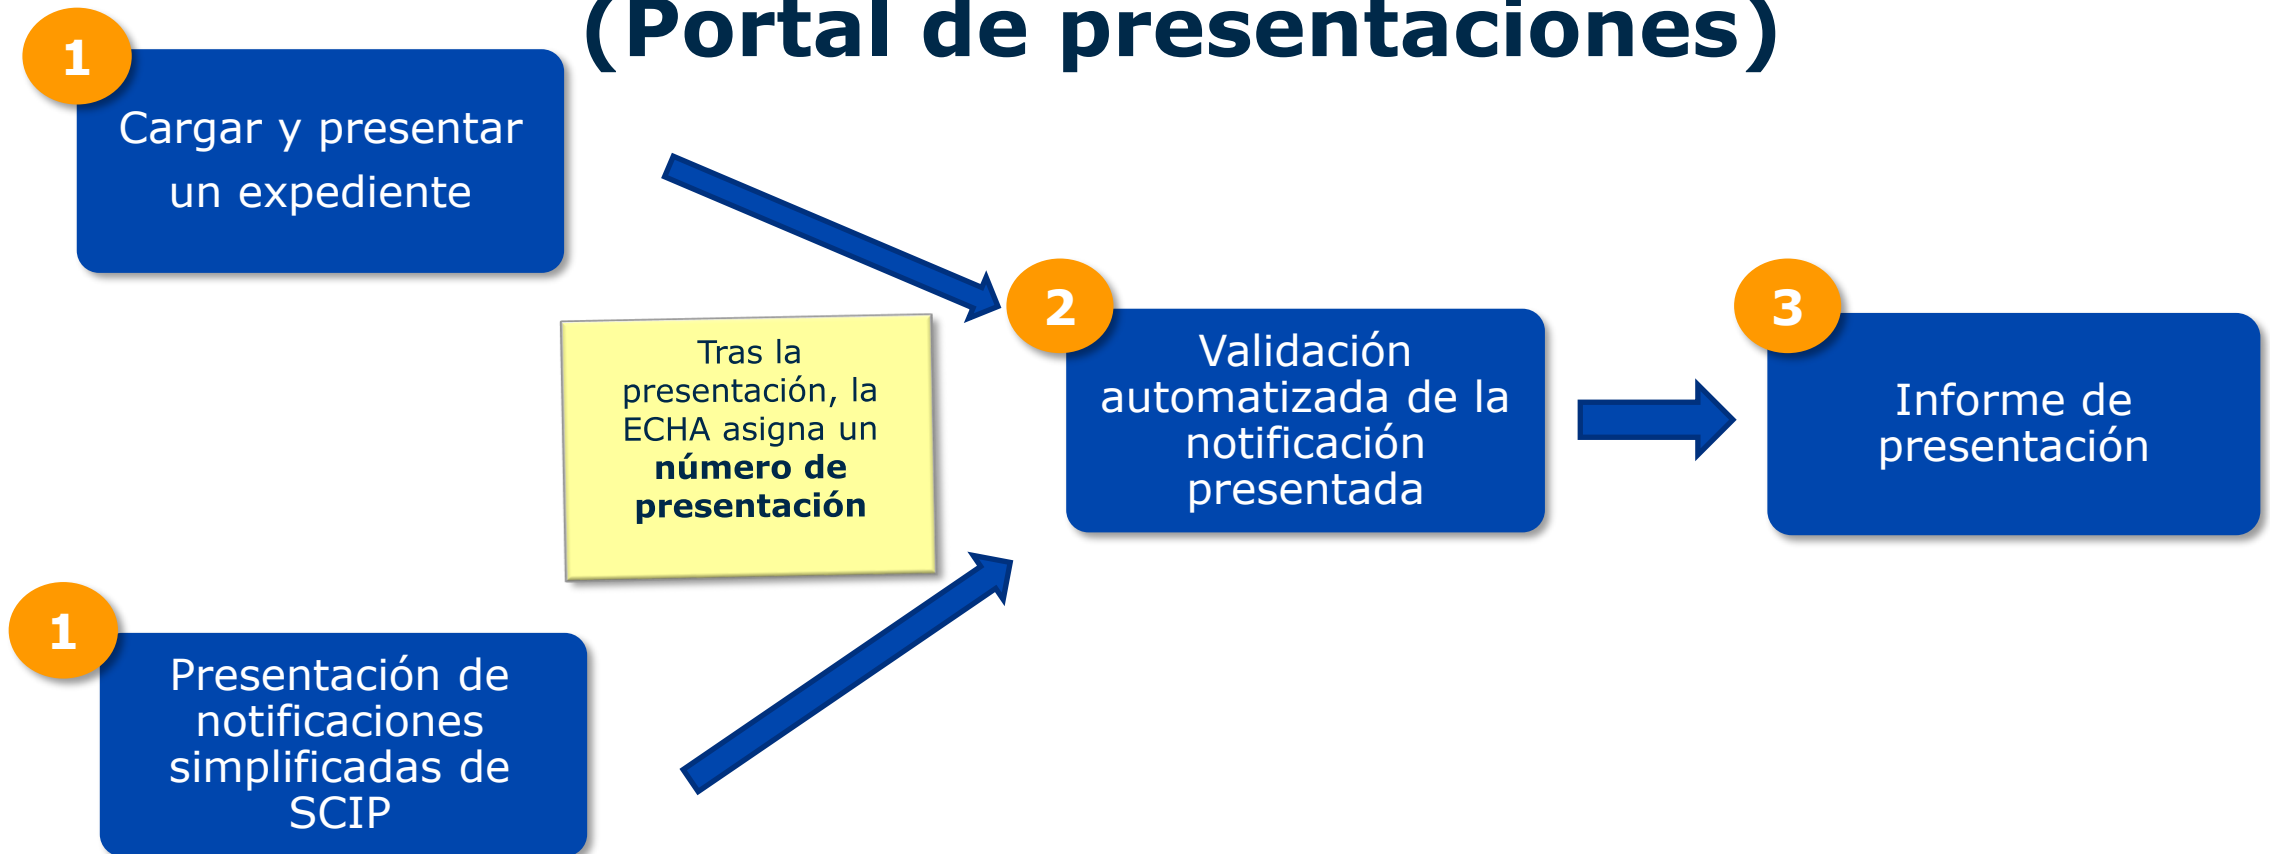 (Portal de presentaciones)
1
Cargar y presentar
un expediente
Tras la
presentación, la
ECHA asigna un
número de
presentación
2
Validación
automatizada de la
notificación
presentada
3
Informe de
presentación
1
Presentación de
notificaciones
simplificadas de
SCIP